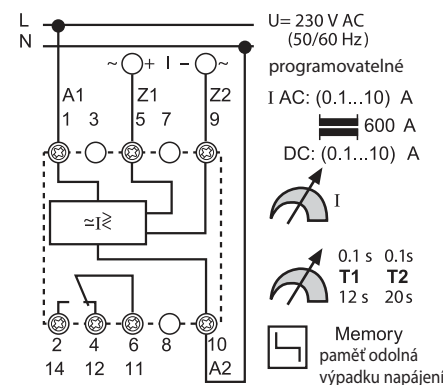 L
N
U= 230 V AC
(50/60 Hz)
~ + I - ~
programovatelné
A1 Z1 Z2
1 3 5 7 9
I AC: (0.1...10) A
600 A
DC: (0.1...10) A
≃I≷
I
0.1 s 0.1s
T1 T2
12 s 20s
2 4 6 8 10
14 12 11 A2
Memory
paměť odolná
výpadku napájení